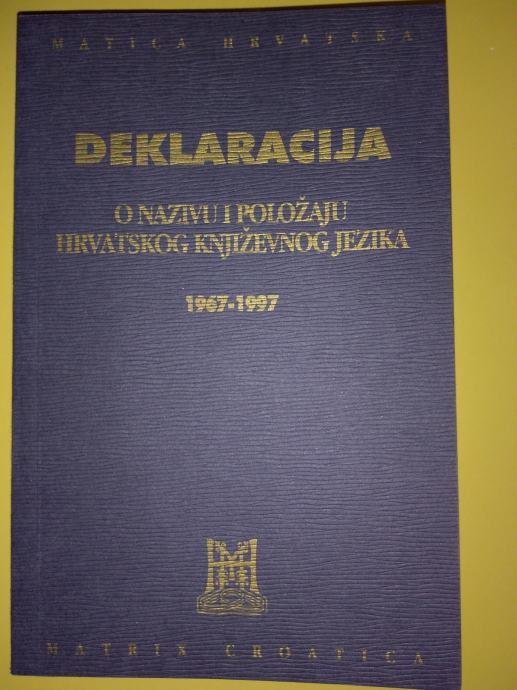 MATICA HRVATSKA
DEKLARACIJA
O NAZIVU I POLOŽAJU
HRVATSKOG KNJIŽEVNOG JEZIKA
1967-1997
MATRIX CROATICA